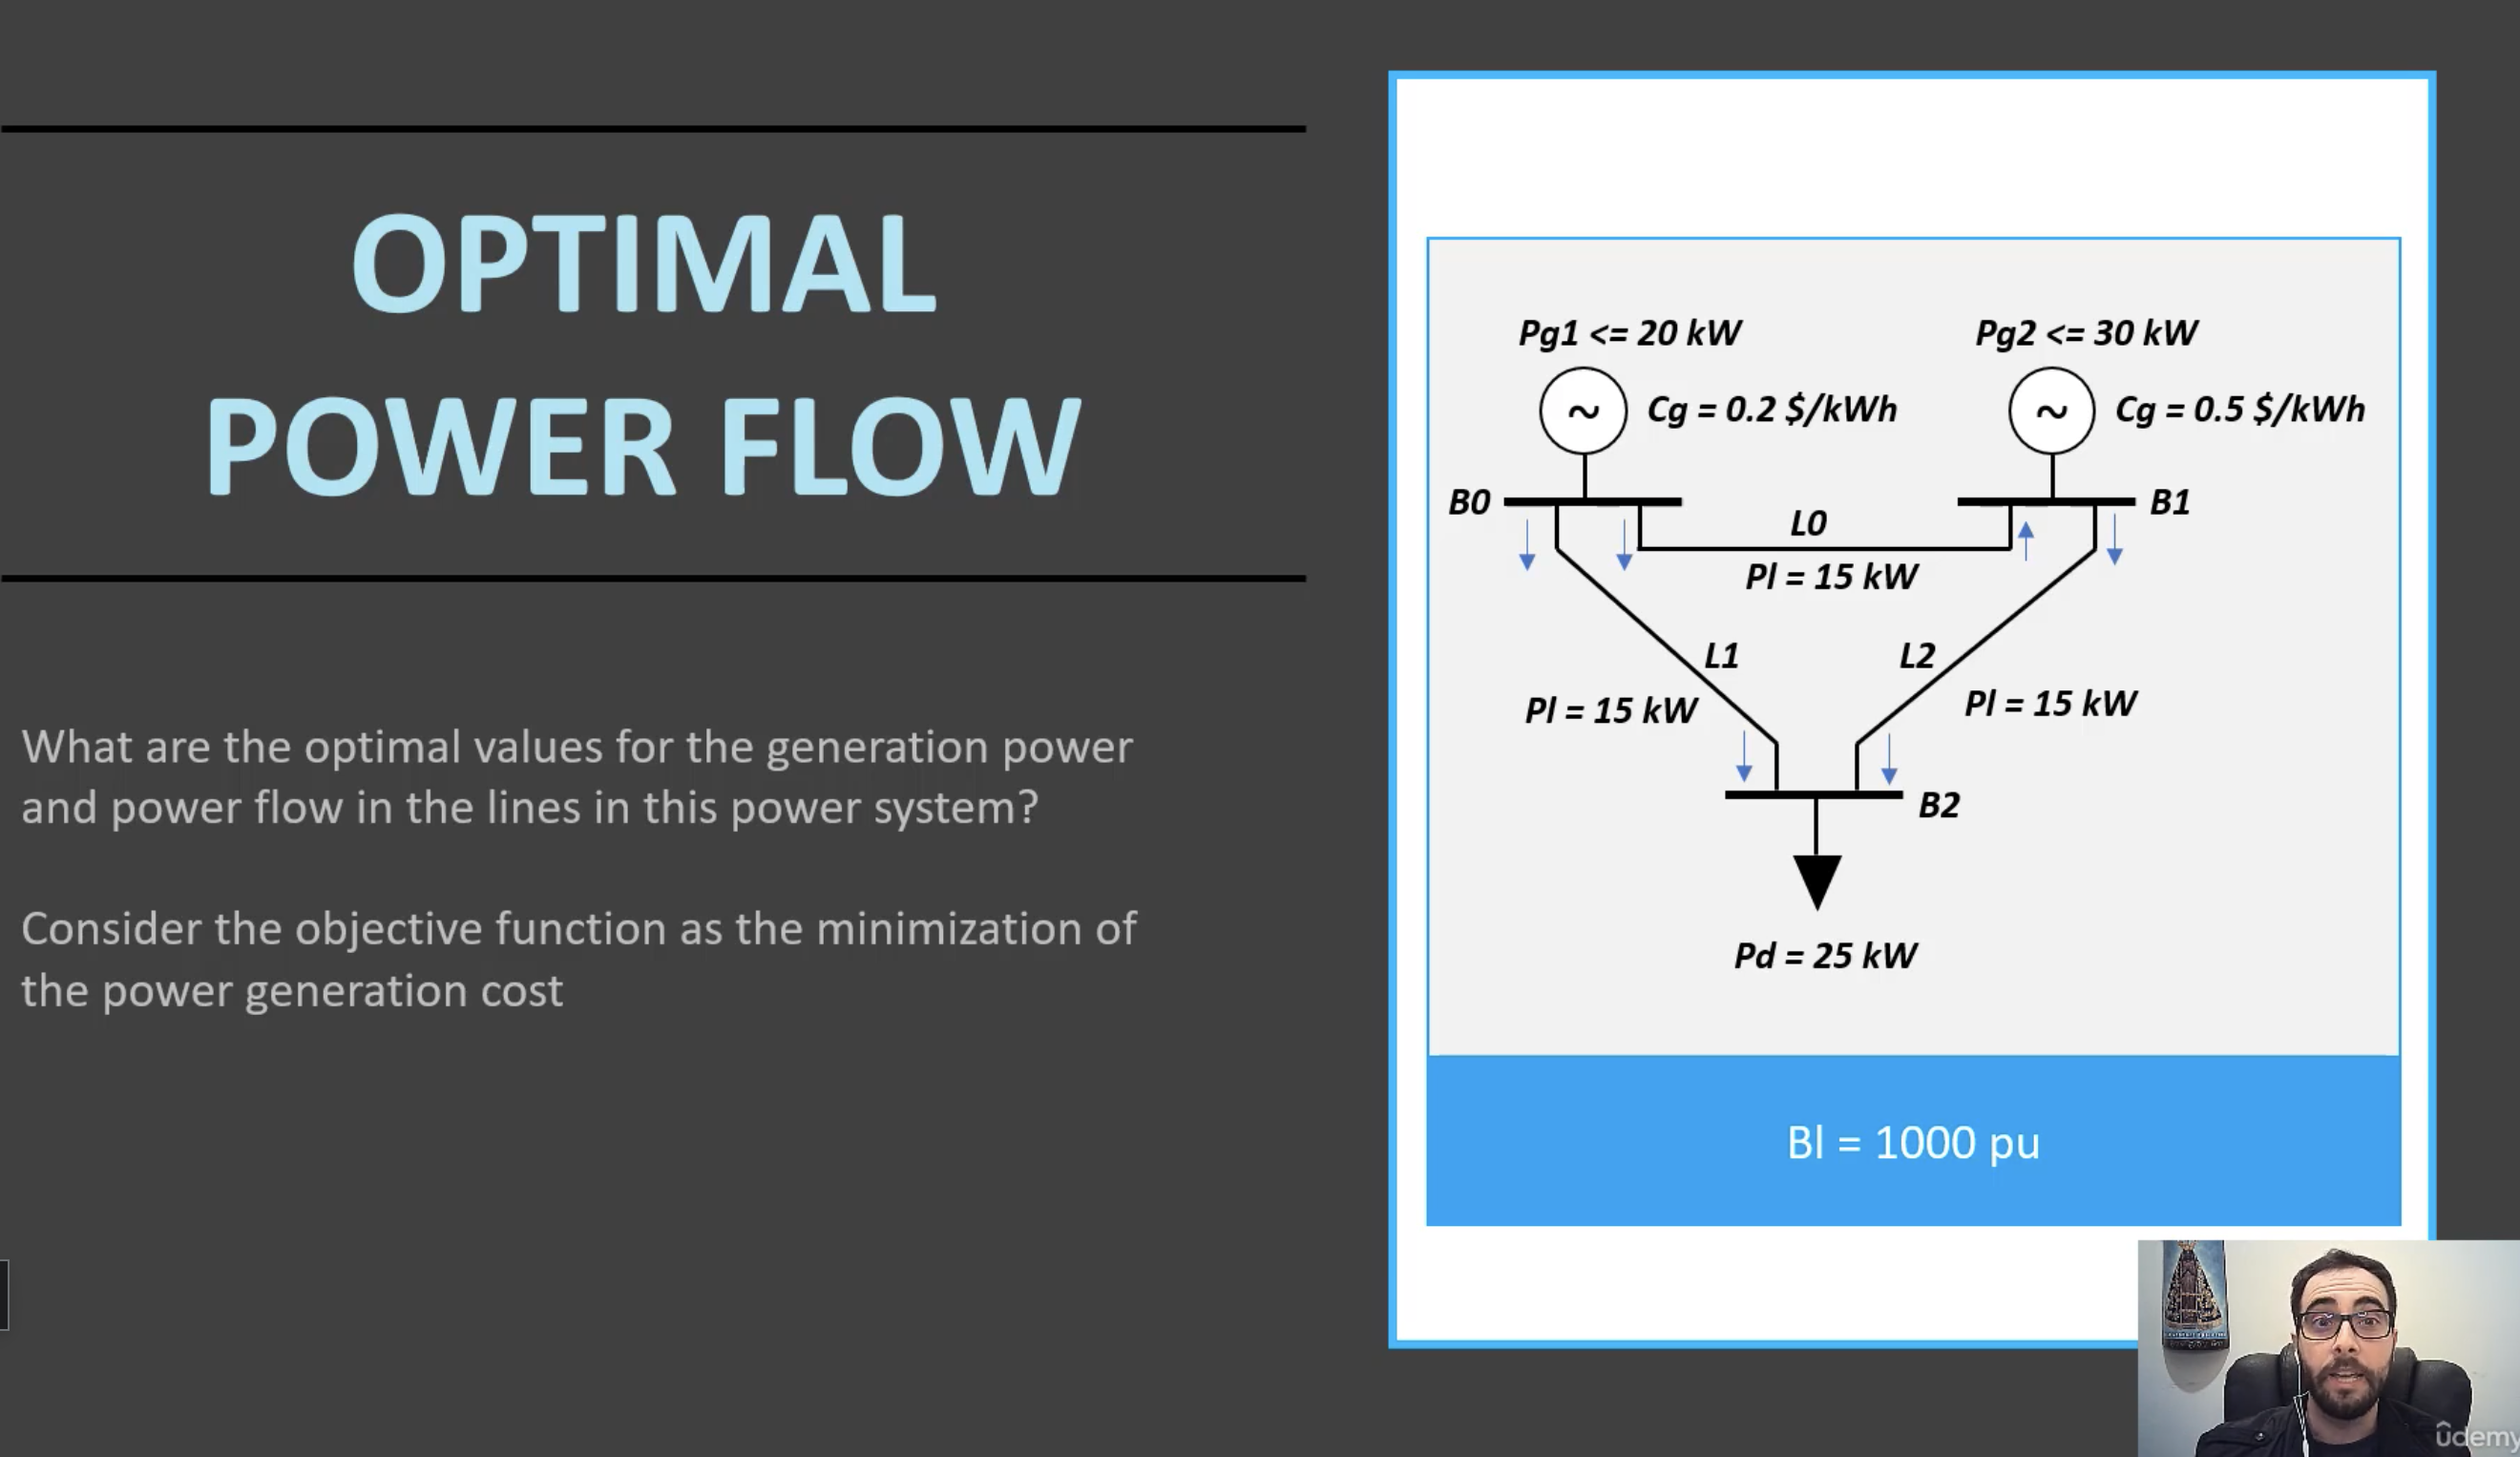 OPTIMAL
POWER FLOW
What are the optimal values for the generation power
and power flow in the lines in this power system?
Consider the objective function as the minimization of
the power generation cost
Pg1 <= 20 kW
Pg2 <= 30 kW
~
Cg = 0.2 $/kWh
~
Cg = 0.5 $/kWh
B0
L0
B1
Pl = 15 kW
L1
L2
Pl = 15 kW
Pl = 15 kW
B2
Pd = 25 kW
Bl = 1000 pu
ûdemy